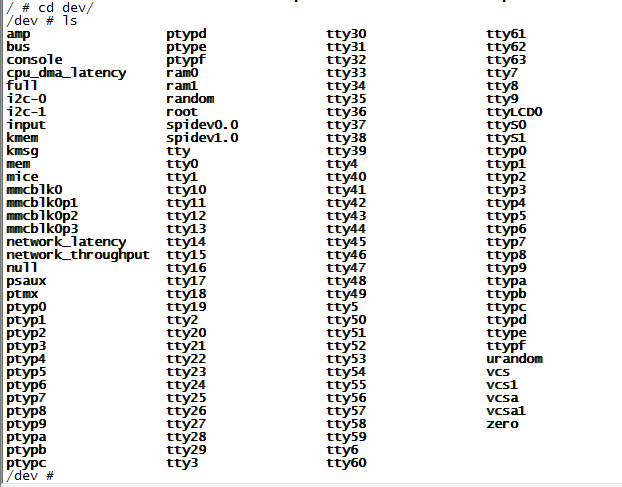 / # cd dev/
/dev # ls
amp ptypd tty30 tty61
bus ptype tty31 tty62
console ptypf tty32 tty63
cpu_dma_latency ram0 tty33 tty7
full ram1 tty34 tty8
i2c-0 random tty35 tty9
i2c-1 root tty36 ttyLCD0
input spidev0.0 tty37 ttyS0
kmem spidev1.0 tty38 ttyS1
kmsg tty tty39 ttyp0
mem tty0 tty4 ttyp1
mice tty1 tty40 ttyp2
mmcblk0 tty10 tty41 ttyp3
mmcblk0p1 tty11 tty42 ttyp4
mmcblk0p2 tty12 tty43 ttyp5
mmcblk0p3 tty13 tty44 ttyp6
network_latency tty14 tty45 ttyp7
network_throughput tty15 tty46 ttyp8
null tty16 tty47 ttyp9
psaux tty17 tty48 ttypa
ptmx tty18 tty49 ttypb
ptyp0 tty19 tty5 ttypc
ptyp1 tty2 tty50 ttypd
ptyp2 tty20 tty51 ttype
ptyp3 tty21 tty52 ttypf
ptyp4 tty22 tty53 urandom
ptyp5 tty23 tty54 vcs
ptyp6 tty24 tty55 vcs1
ptyp7 tty25 tty56 vcsa
ptyp8 tty26 tty57 vcsa1
ptyp9 tty27 tty58 zero
ptypa tty28 tty59
ptypb tty29 tty6
ptypc tty3 tty60
/dev #